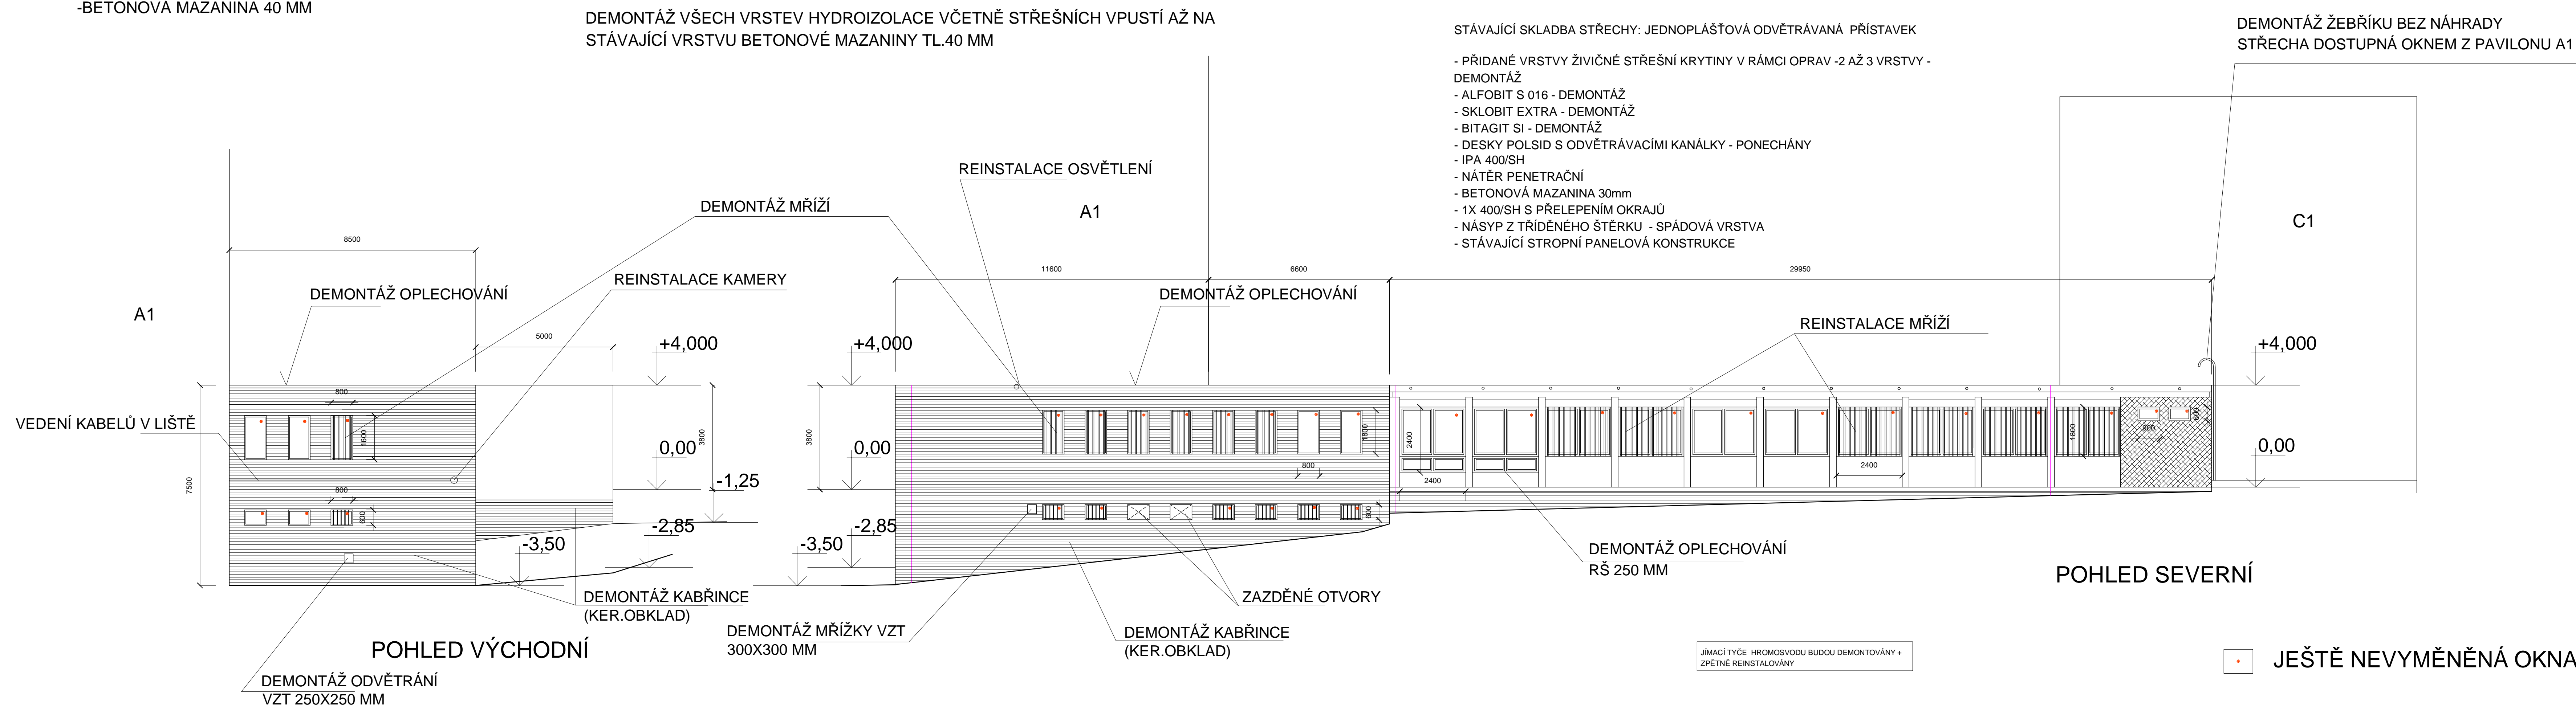 -BETONOVÁ MAZANINA 40 MM
DEMONTÁŽ VŠECH VRSTEV HYDROIZOLACE VČETNĚ STŘEŠNÍCH VPUSTÍ AŽ NA
STÁVAJÍCÍ VRSTVU BETONOVÉ MAZANINY TL.40 MM
STÁVAJÍCÍ SKLADBA STŘECHY: JEDNOPLÁŠŤOVÁ ODVĚTRÁVANÁ PŘÍSTAVEK
- PŘIDANÉ VRSTVY ŽIVIČNÉ STŘEŠNÍ KRYTINY V RÁMCI OPRAV -2 AŽ 3 VRSTVY -
DEMONTÁŽ
- ALFOBIT S 016 - DEMONTÁŽ
- SKLOBIT EXTRA - DEMONTÁŽ
- BITAGIT SI - DEMONTÁŽ
- DESKY POLSID S ODVĚTRÁVACÍMI KANÁLKY - PONECHÁNY
- IPA 400/SH
- NÁTĚR PENETRAČNÍ
- BETONOVÁ MAZANINA 30mm
- 1X 400/SH S PŘELEPENÍM OKRAJŮ
- NÁSYP Z TŘÍDĚNÉHO ŠTĚRKU - SPÁDOVÁ VRSTVA
- STÁVAJÍCÍ STROPNÍ PANELOVÁ KONSTRUKCE
DEMONTÁŽ ŽEBŘÍKU BEZ NÁHRADY
STŘECHA DOSTUPNÁ OKNEM Z PAVILONU A1
REINSTALACE OSVĚTLENÍ
DEMONTÁŽ MŘÍŽÍ
A1
C1
8500
REINSTALACE KAMERY
11600
6600
29950
DEMONTÁŽ OPLECHOVÁNÍ
DEMONTÁŽ OPLECHOVÁNÍ
A1
REINSTALACE MŘÍŽÍ
5000
+4,000
+4,000
+4,000
800
VEDENÍ KABELŮ V LIŠTĚ
1600
3800
3800
0,00
0,00
0,00
1800
2400
1800
800
600
-1,25
800
2400
2400
7500
800
600
600
-2,85
-2,85
-3,50
-3,50
DEMONTÁŽ OPLECHOVÁNÍ
RŠ 250 MM
POHLED SEVERNÍ
DEMONTÁŽ KABŘINCE
(KER.OBKLAD)
ZAZDĚNÉ OTVORY
DEMONTÁŽ MŘÍŽKY VZT
300X300 MM
DEMONTÁŽ KABŘINCE
(KER.OBKLAD)
POHLED VÝCHODNÍ
JÍMACÍ TYČE HROMOSVODU BUDOU DEMONTOVÁNY +
ZPĚTNĚ REINSTALOVÁNY
JEŠTĚ NEVYMĚNĚNÁ OKNA
DEMONTÁŽ ODVĚTRÁNÍ
VZT 250X250 MM